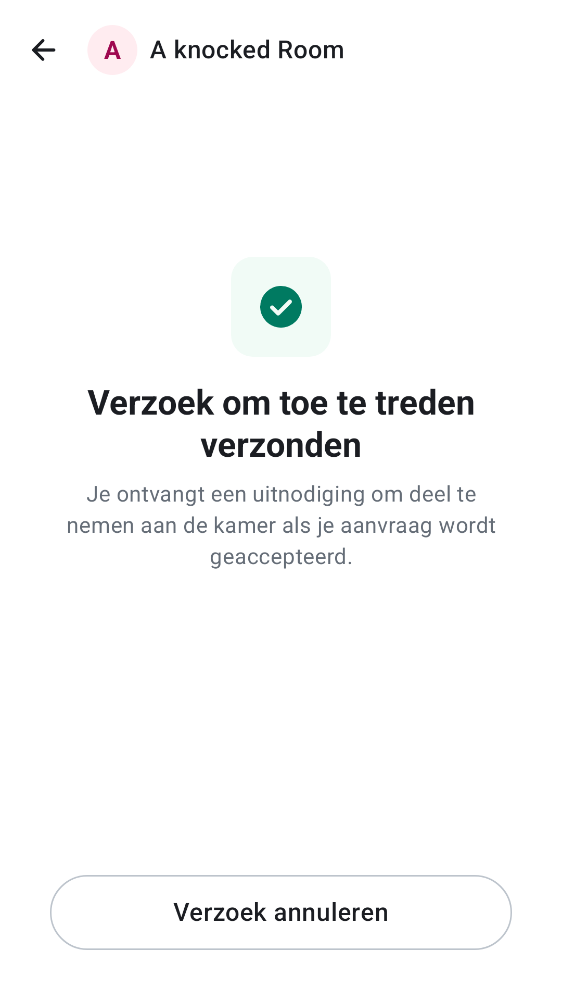 A
A knocked Room
Verzoek om toe te treden
verzonden
Je ontvangt een uitnodiging om deel te
nemen aan de kamer als je aanvraag wordt
geaccepteerd.
Verzoek annuleren